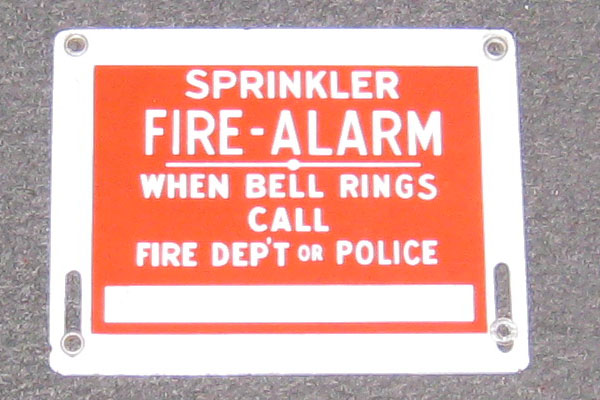 SPRINKLER
FIRE-ALARM
WHEN BELL RINGS
CALL
FIRE DEP'T OR POLICE